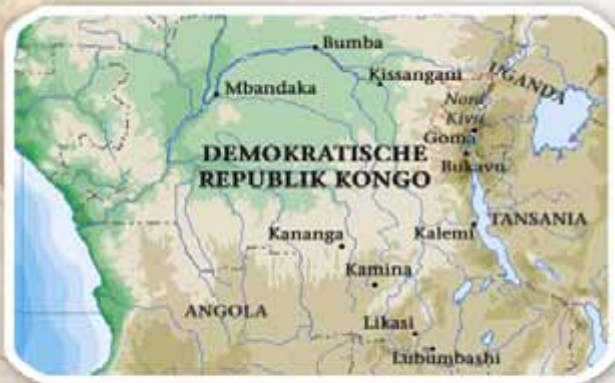 Bumba
Kissangani
UGANDA
Mbandaka
Nord
Kivu
Goma
DEMOKRATISCHE
REPUBLIK KONGO
Bukavu
TANSANIA
Kananga
Kalemi
Kamina
ANGOLA
Likasi
Lubumbashi